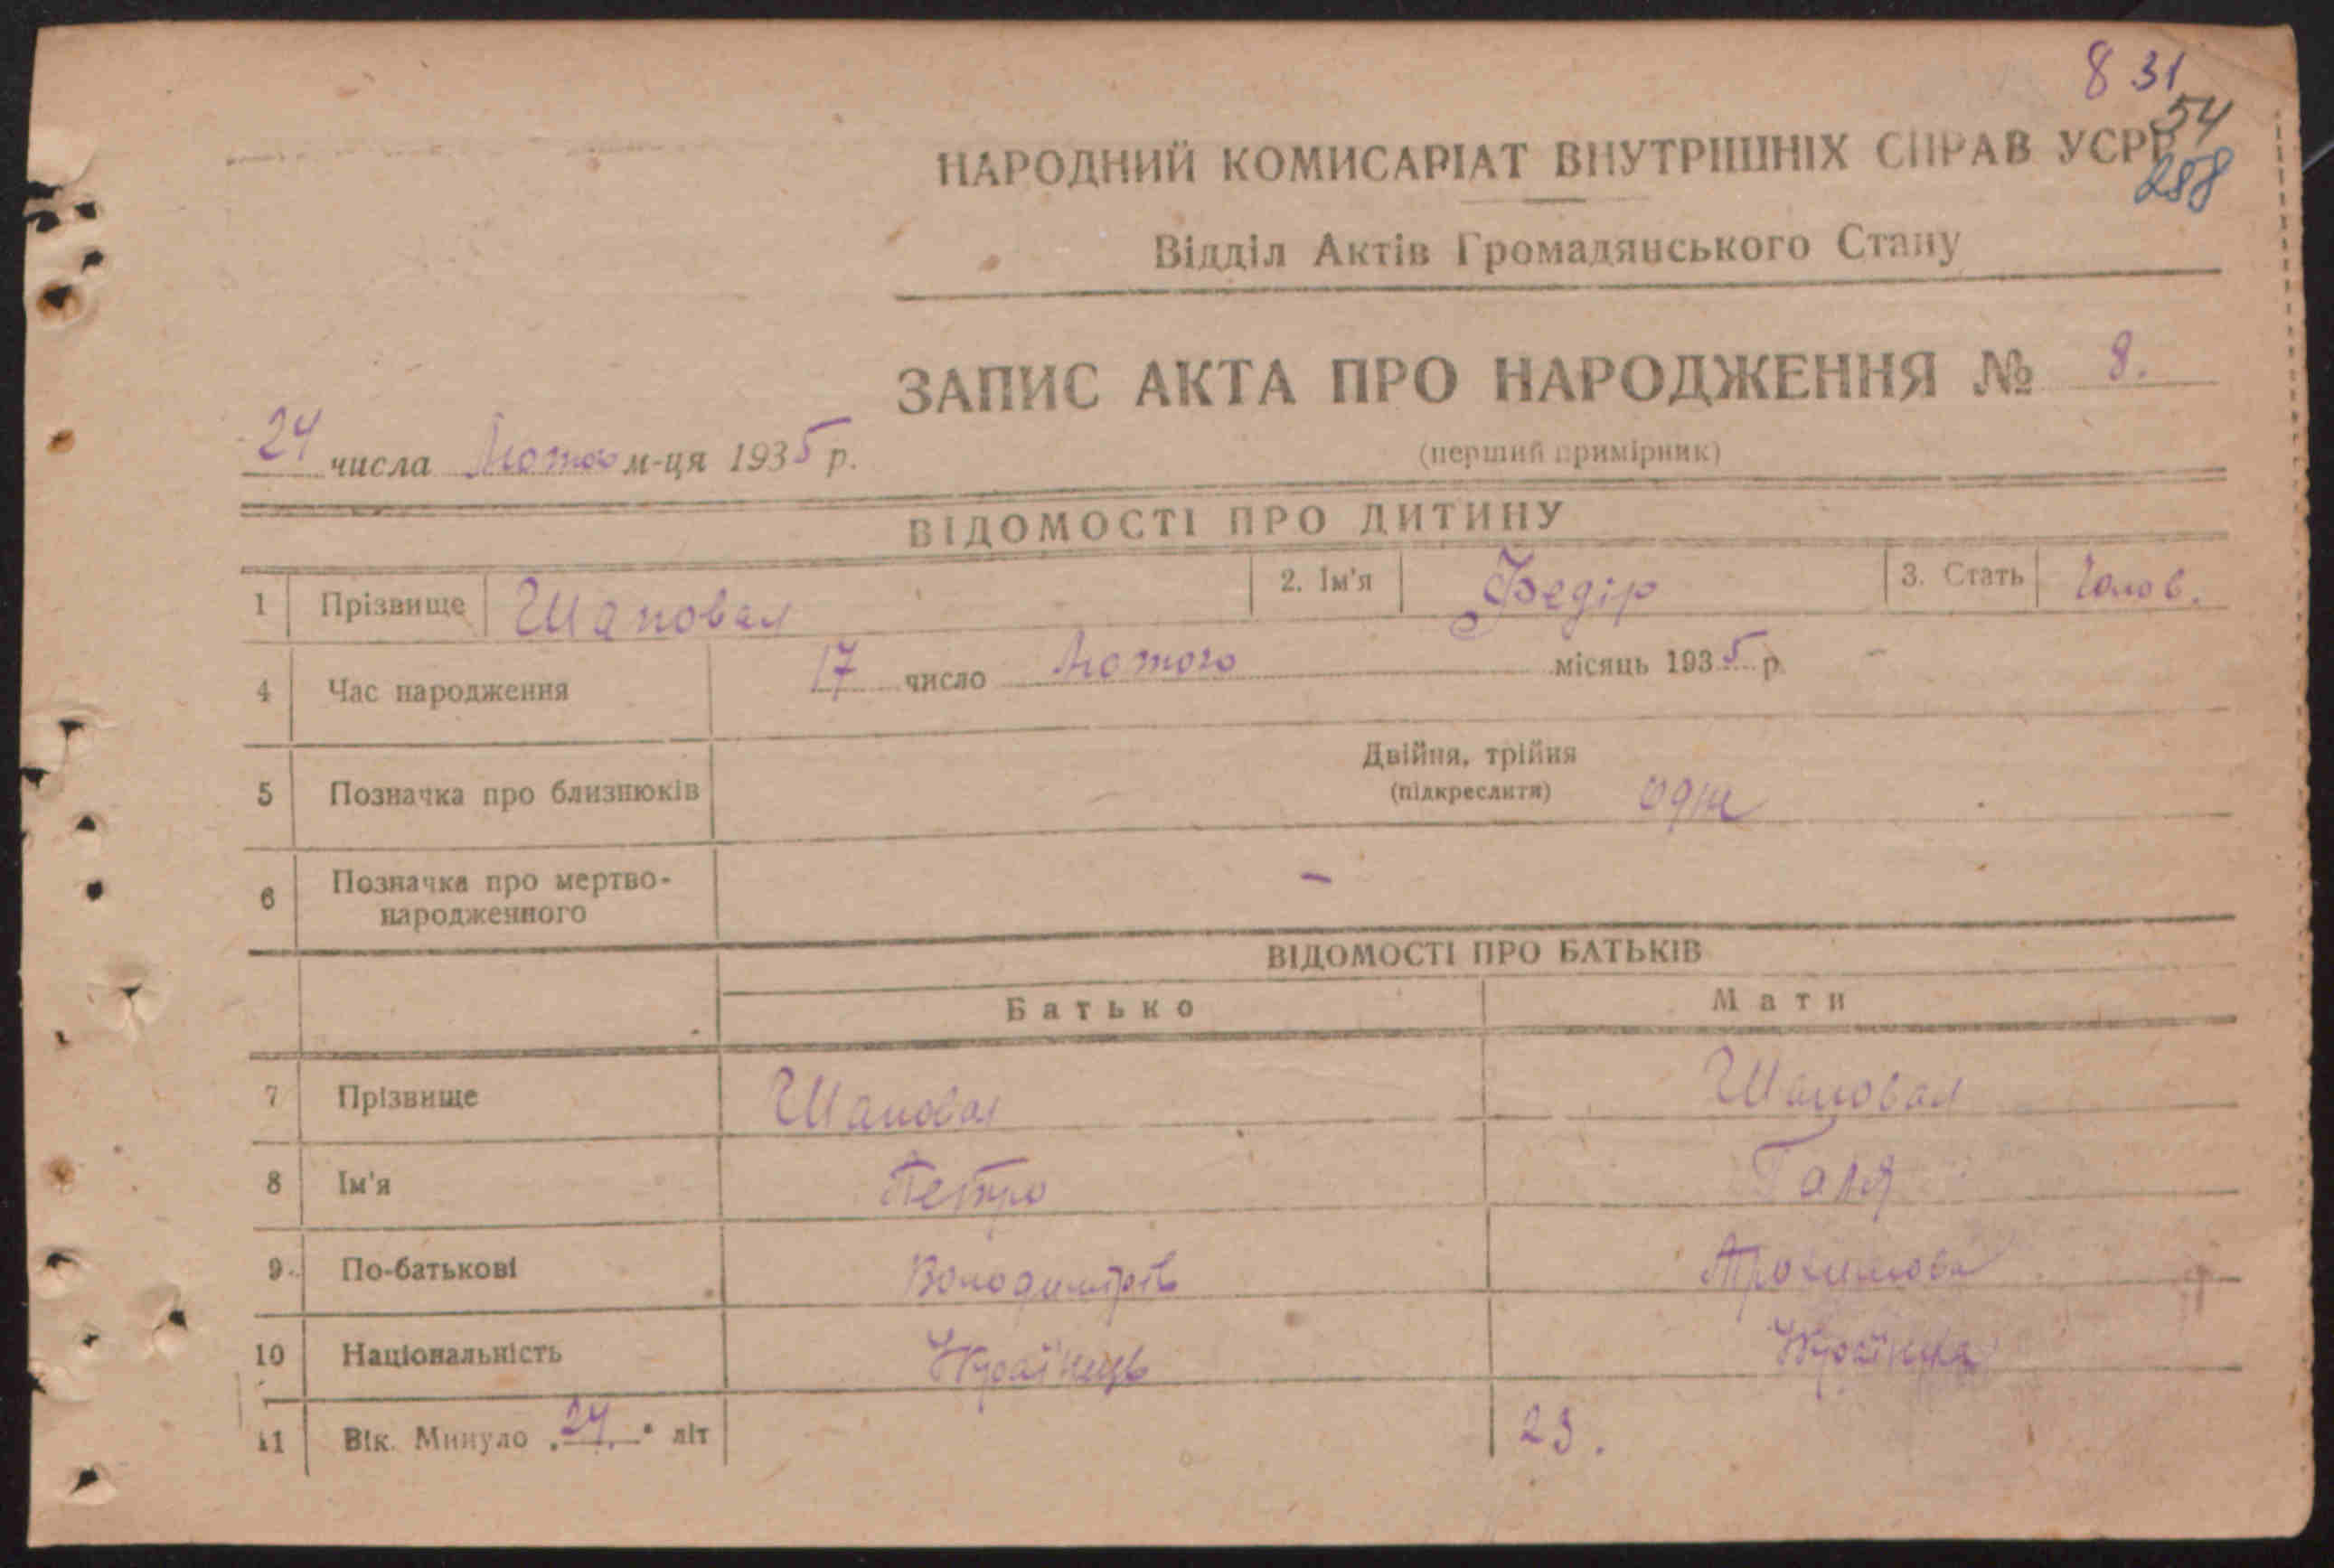 8 31
54
288
НАРОДНИЙ КОМИСАРІАТ ВНУТРІШНІХ СПРАВ УСРР
Відділ Актів Громадянського Стану
ЗАПИС АКТА ПРО НАРОДЖЕННЯ № 8.
(перший примірник)
24 числа Лютого м-ця 1935 р.
ВІДОМОСТІ ПРО ДИТИНУ
1 Прізвище Шаповал 2. Ім'я Федір 3. Стать Чолов.
4 Час народження 17 число Лютого місяць 1935 р.
5 Позначка про близнюків Двійня, трійня
(підкреслити) одна
6 Позначка про мертво-
народженного -
ВІДОМОСТІ ПРО БАТЬКІВ
Батько Мати
7 Прізвище Шаповал Шаповал
8 Ім'я Петро Галя
9 По-батькові Володимирів Трохимова
10 Національність Українець Українка
11 Вік. Минуло 24. літ 23.